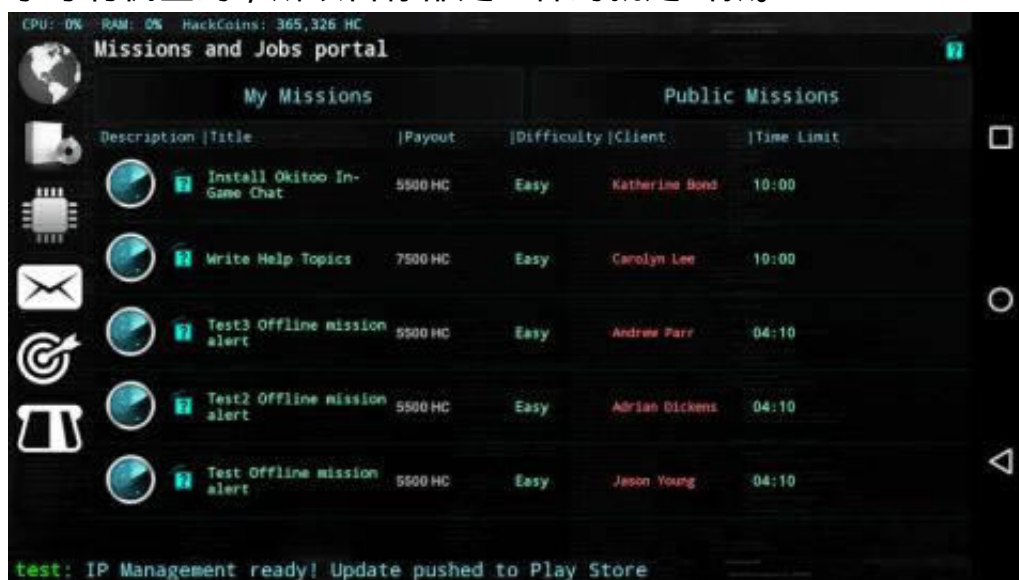 CPU: 0% RAM: 0% HackCoins: 365,326 HC
Missions and Jobs portal
My Missions Public Missions
Description |Title |Payout |Difficulty |Client |Time Limit
Install Okitoo In-
Game Chat
5500 HC Easy Katherine Bond 10:00
Write Help Topics 7500 HC Easy Carolyn Lee 10:00
Test3 Offline mission
alert
5500 HC Easy Andrew Parr 04:10
Test2 Offline mission
alert
5500 HC Easy Adrian Dickens 04:10
Test Offline mission
alert
5500 HC Easy Jason Young 04:10
test: IP Management ready! Update pushed to Play Store